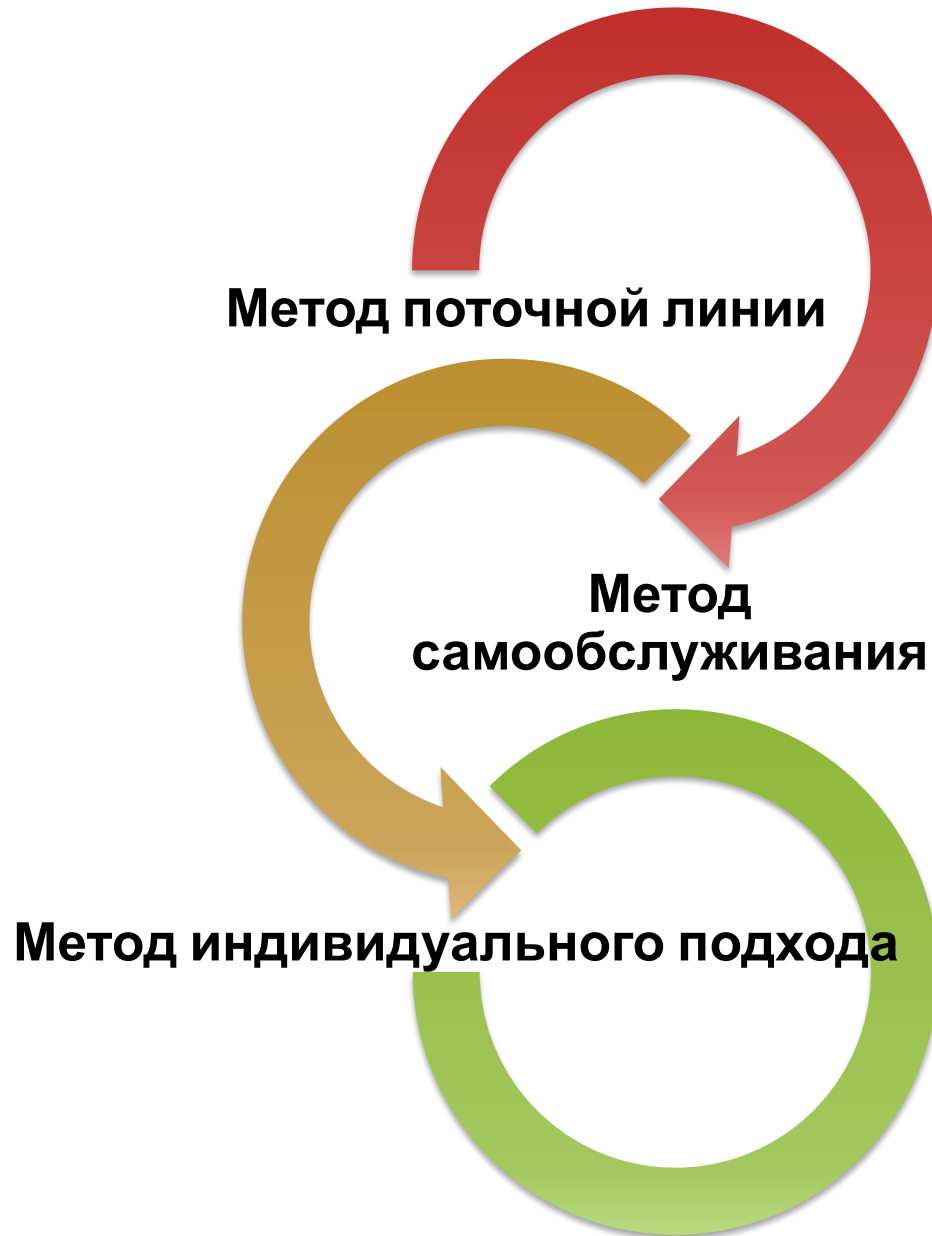 Метод поточной линии
Метод
самообслуживания
Метод индивидуального подхода